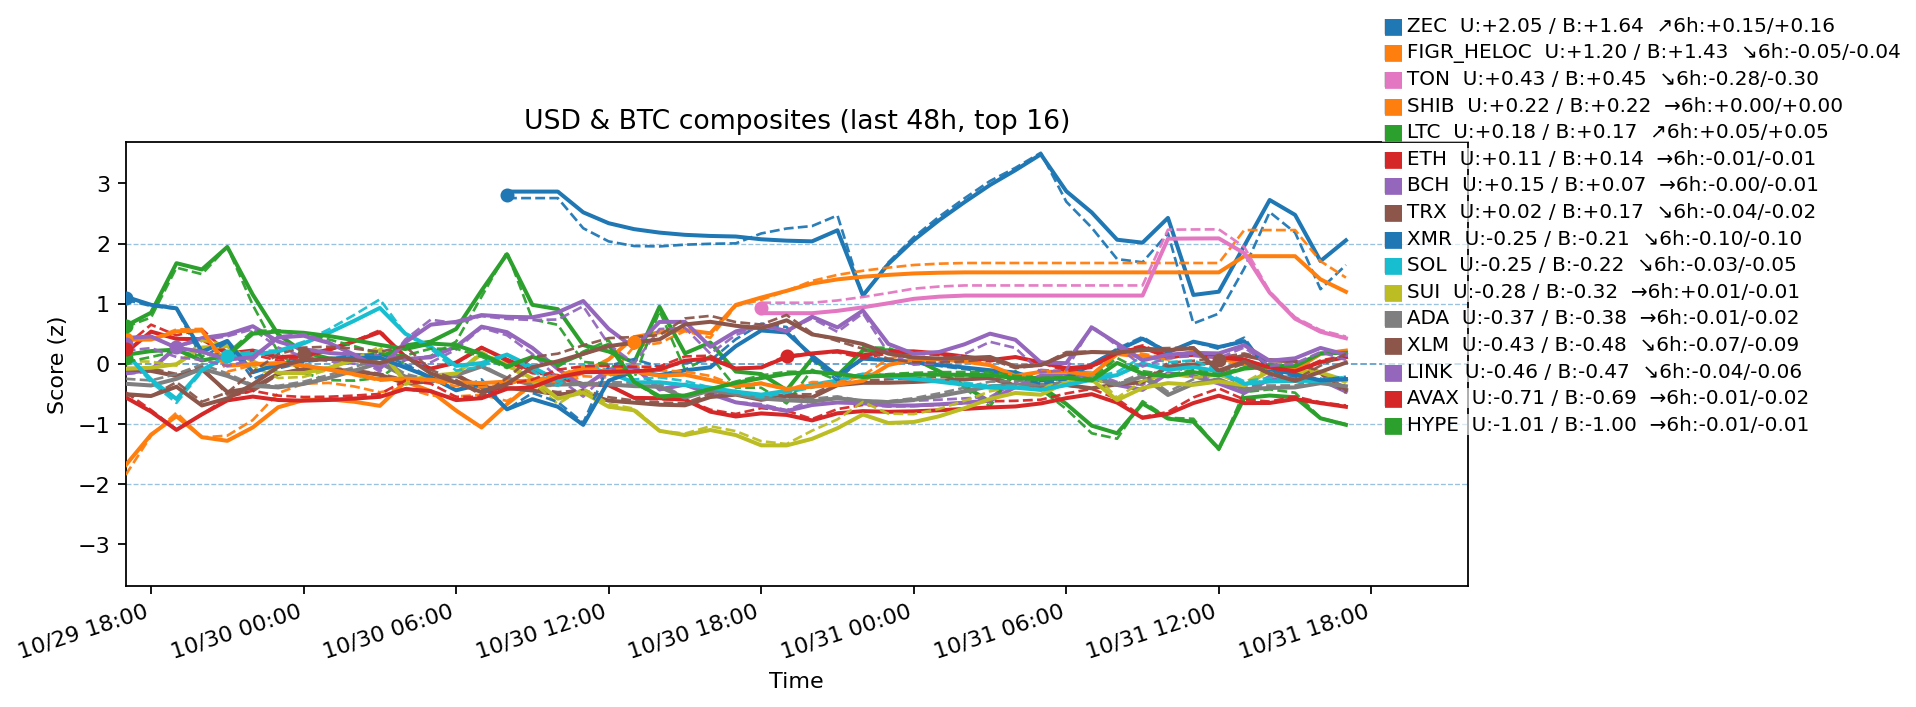 ZEC  U:+2.05 / B:+1.64  ↗6h:+0.15/+0.16
FIGR_HELOC  U:+1.20 / B:+1.43  ↘6h:-0.05/-0.04
TON  U:+0.43 / B:+0.45  ↘6h:-0.28/-0.30
SHIB  U:+0.22 / B:+0.22  →6h:+0.00/+0.00
LTC  U:+0.18 / B:+0.17  ↗6h:+0.05/+0.05
ETH  U:+0.11 / B:+0.14  →6h:-0.01/-0.01
BCH  U:+0.15 / B:+0.07  →6h:-0.00/-0.01
TRX  U:+0.02 / B:+0.17  ↘6h:-0.04/-0.02
XMR  U:-0.25 / B:-0.21  ↘6h:-0.10/-0.10
SOL  U:-0.25 / B:-0.22  ↘6h:-0.03/-0.05
SUI  U:-0.28 / B:-0.32  →6h:+0.01/-0.01
ADA  U:-0.37 / B:-0.38  →6h:-0.01/-0.02
XLM  U:-0.43 / B:-0.48  ↘6h:-0.07/-0.09
LINK  U:-0.46 / B:-0.47  ↘6h:-0.04/-0.06
AVAX  U:-0.71 / B:-0.69  →6h:-0.01/-0.02
HYPE  U:-1.01 / B:-1.00  →6h:-0.01/-0.01
USD & BTC composites (last 48h, top 16)
Score (z)
3
2
1
0
−1
−2
−3
10/29 18:00
10/30 00:00
10/30 06:00
10/30 12:00
10/30 18:00
10/31 00:00
10/31 06:00
10/31 12:00
10/31 18:00
Time